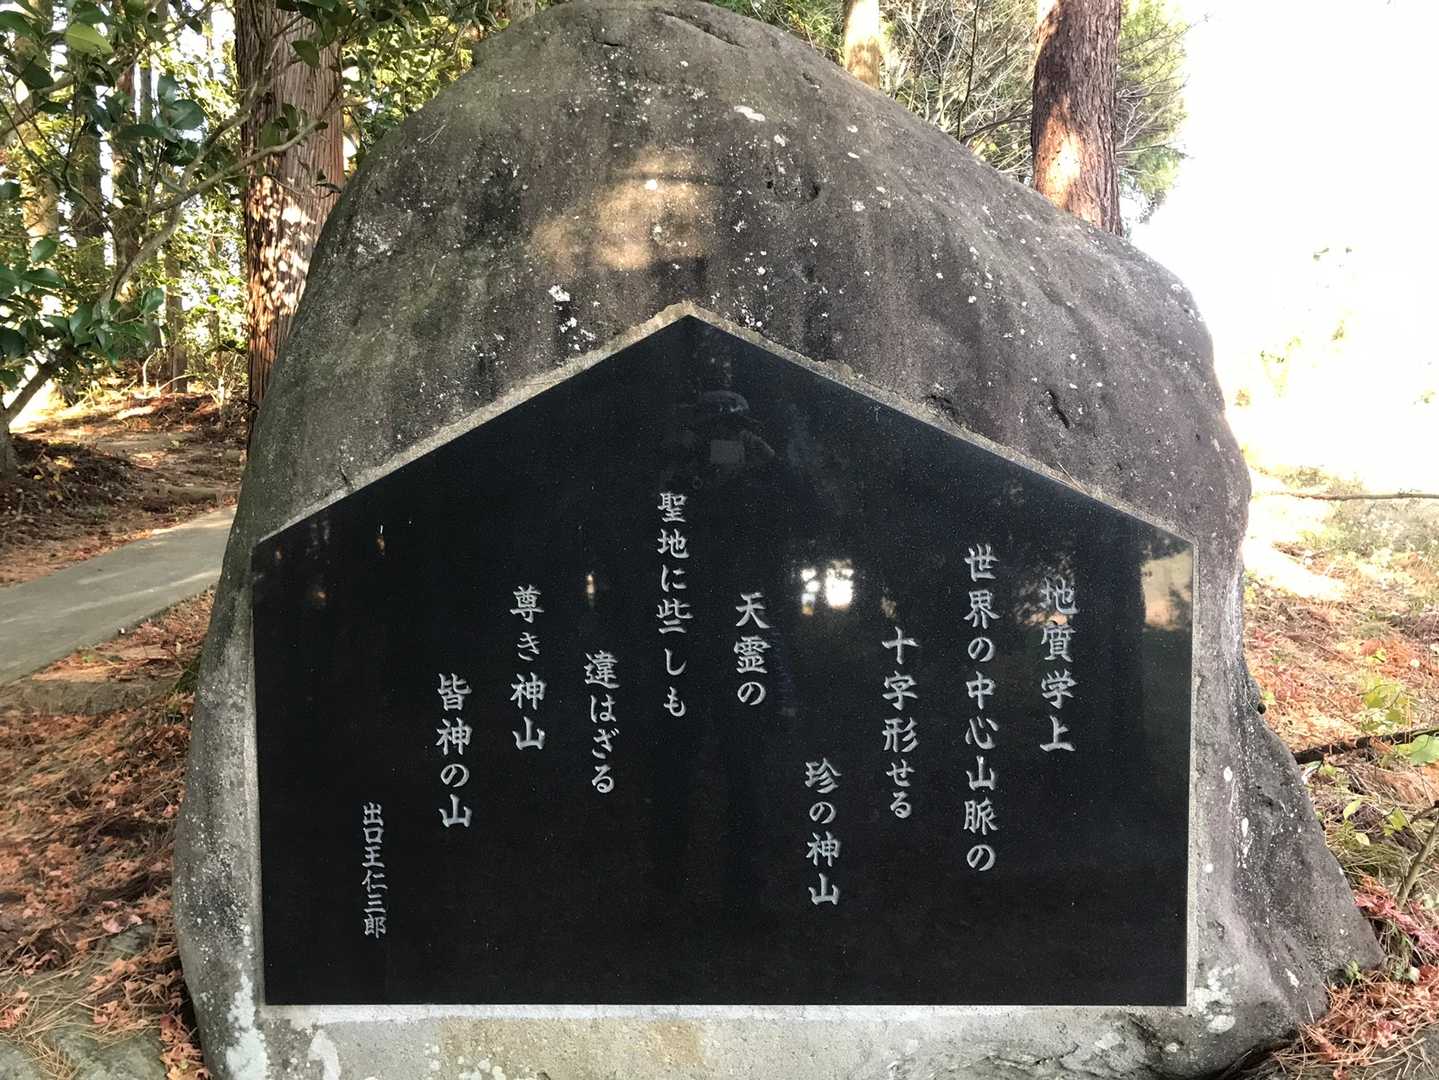 地質学上
世界の中心山脈の
十字形せる
珍の神山
天霊の
聖地に些しも
違はざる
尊き神山
皆神の山
出口王仁三郎